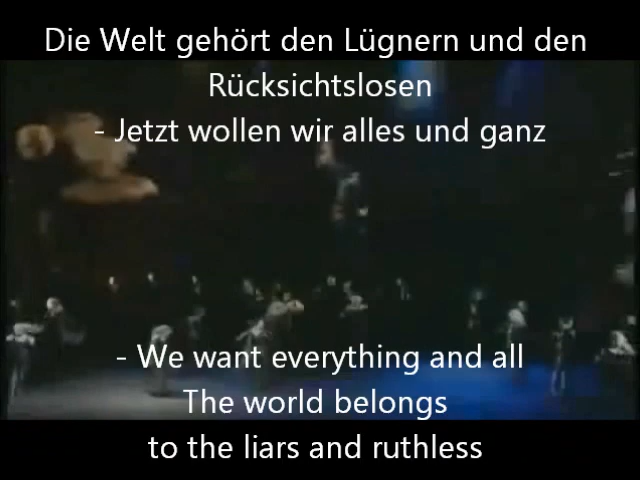 Die Welt gehört den Lügnern und den
Rücksichtslosen
- Jetzt wollen wir alles und ganz
- We want everything and all
The world belongs
to the liars and ruthless